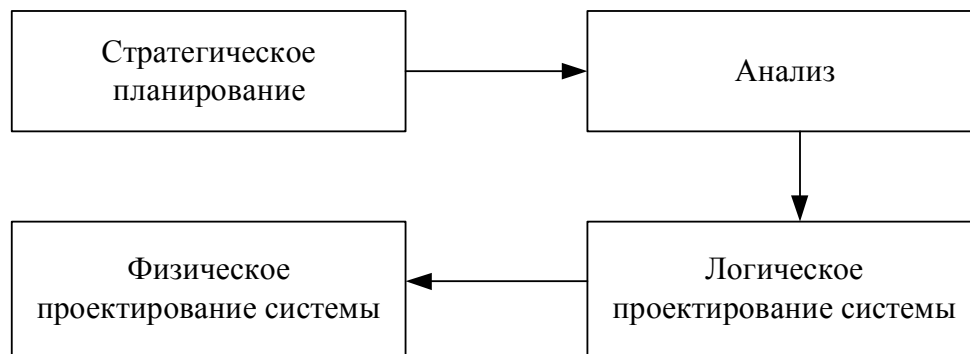 Стратегическое
планирование
Анализ
Физическое
проектирование системы
Логическое
проектирование системы